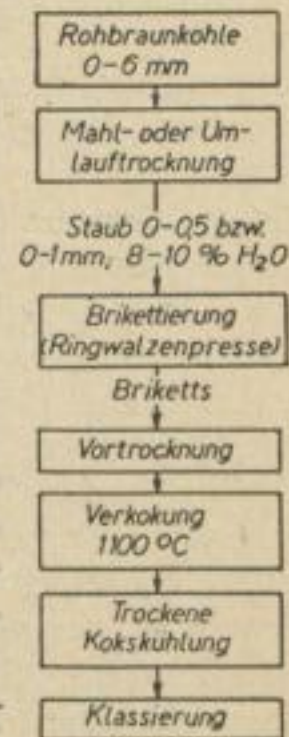 Rohbraunkohle
0-6 mm
Mahl- oder Um-
lauftrocknung
Staub 0-0,5 bzw.
0-1mm, 8-10 % H₂O
Brikettierung
(Ringwalzenpresse)
Briketts
Vortrocknung
Verkokung
1100 °C
Trockene
Kokskühlung
Klassierung